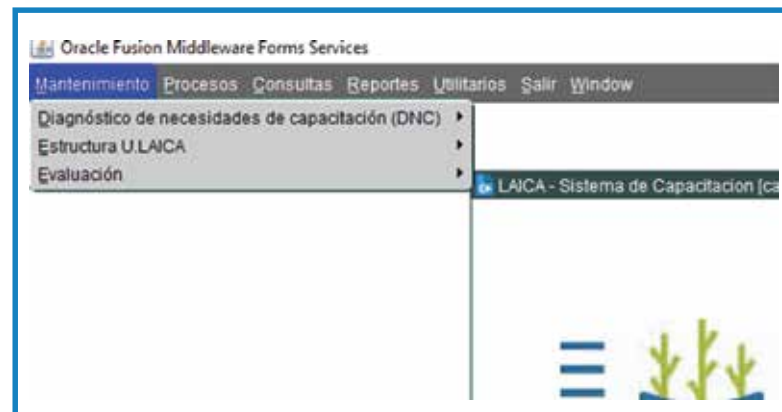 Oracle Fusion Middleware Forms Services
Mantenimiento Procesos Consultas Reportes Utilitarios Salir Window
Diagnóstico de necesidades de capacitación (DNC)
Estructura U.LAICA
Evaluación
LAICA - Sistema de Capacitacion [ca